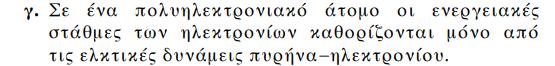 γ. Σε ένα πολυηλεκτρονιακό άτομο οι ενεργειακές
στάθμες των ηλεκτρονίων καθορίζονται μόνο από
τις ελκτικές δυνάμεις πυρήνα–ηλεκτρονίου.